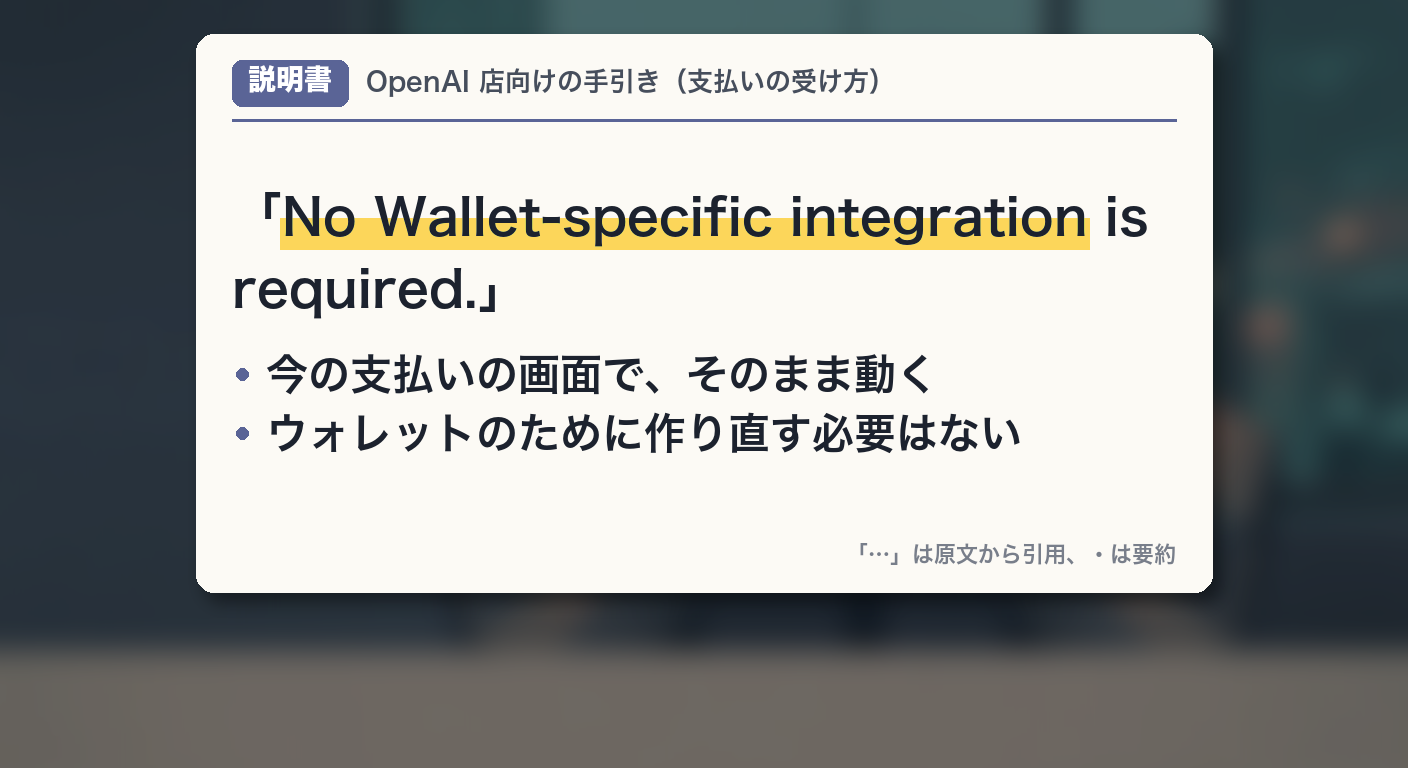 説明書 OpenAI 店向けの手引き（支払いの受け方）
「No Wallet-specific integration is
required.」
• 今の支払いの画面で、そのまま動く
• ウォレットのために作り直す必要はない
「…」は原文から引用、・は要約